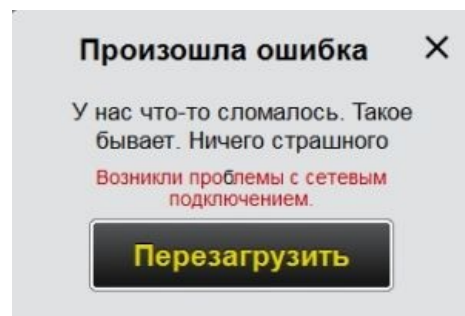 Произошла ошибка
У нас что-то сломалось. Такое
бывает. Ничего страшного
Возникли проблемы с сетевым
подключением.
Перезагрузить